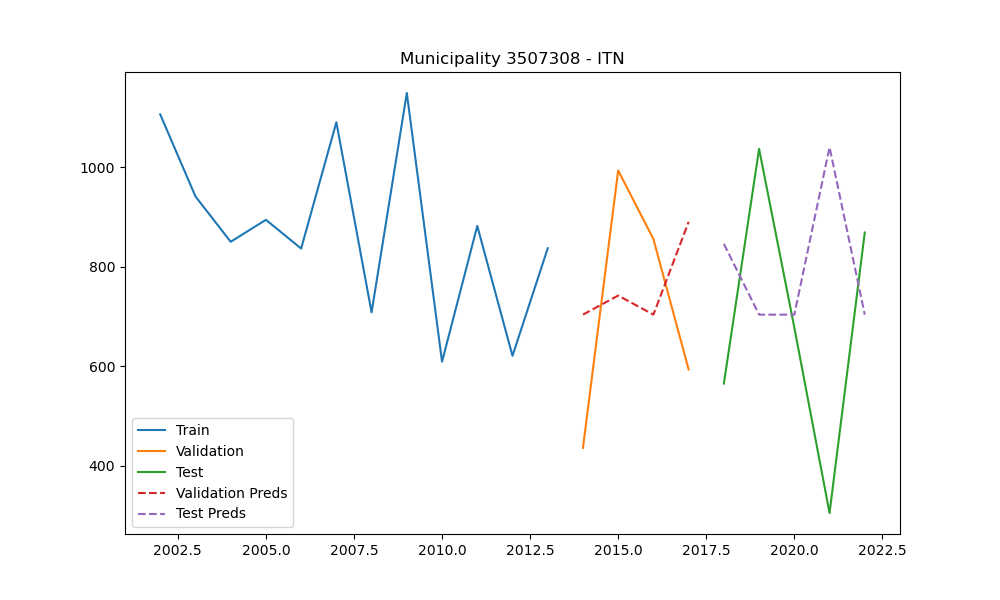 Municipality 3507308 - ITN
1000
800
600
400
Train
Validation
Test
Validation Preds
Test Preds
2002.5 2005.0 2007.5 2010.0 2012.5 2015.0 2017.5 2020.0 2022.5